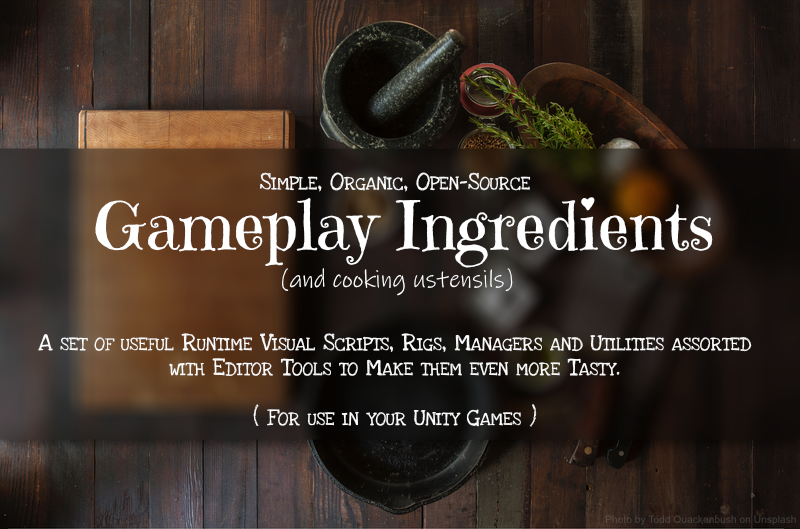 Simple, Organic, Open-Source
Gameplay Ingredients
(and cooking ustensils)
A set of useful Runtime Visual Scripts, Rigs, Managers and Utilities assorted
with Editor Tools to Make them even more Tasty.
( For use in your Unity Games )
Photo by Todd Quackenbush on Unsplash